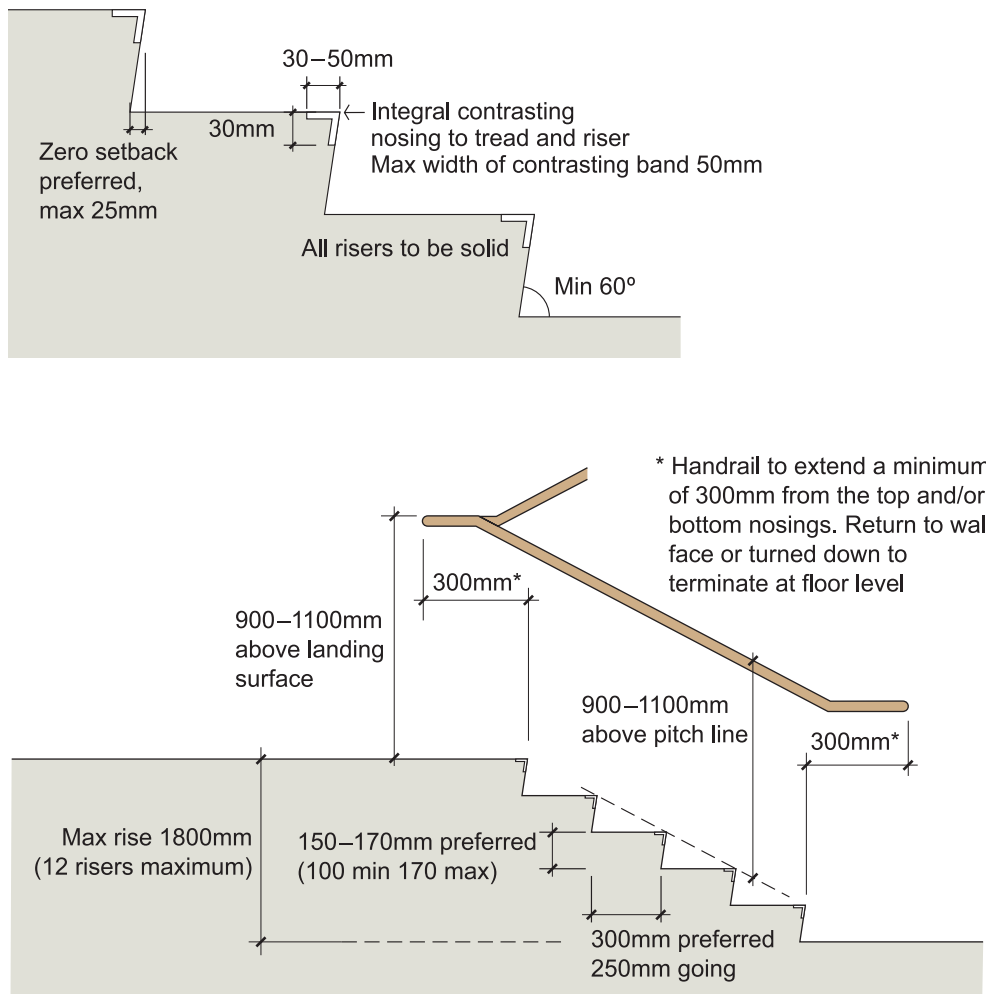 30–50mm
Integral contrasting
nosing to tread and riser
Max width of contrasting band 50mm
30mm
Zero setback
preferred,
max 25mm
All risers to be solid
Min 60º
* Handrail to extend a minimum
of 300mm from the top and/or
bottom nosings. Return to wal
face or turned down to
terminate at floor level
300mm*
900–1100mm
above landing
surface
900–1100mm
above pitch line
300mm*
Max rise 1800mm
(12 risers maximum)
150–170mm preferred
(100 min 170 max)
300mm preferred
250mm going